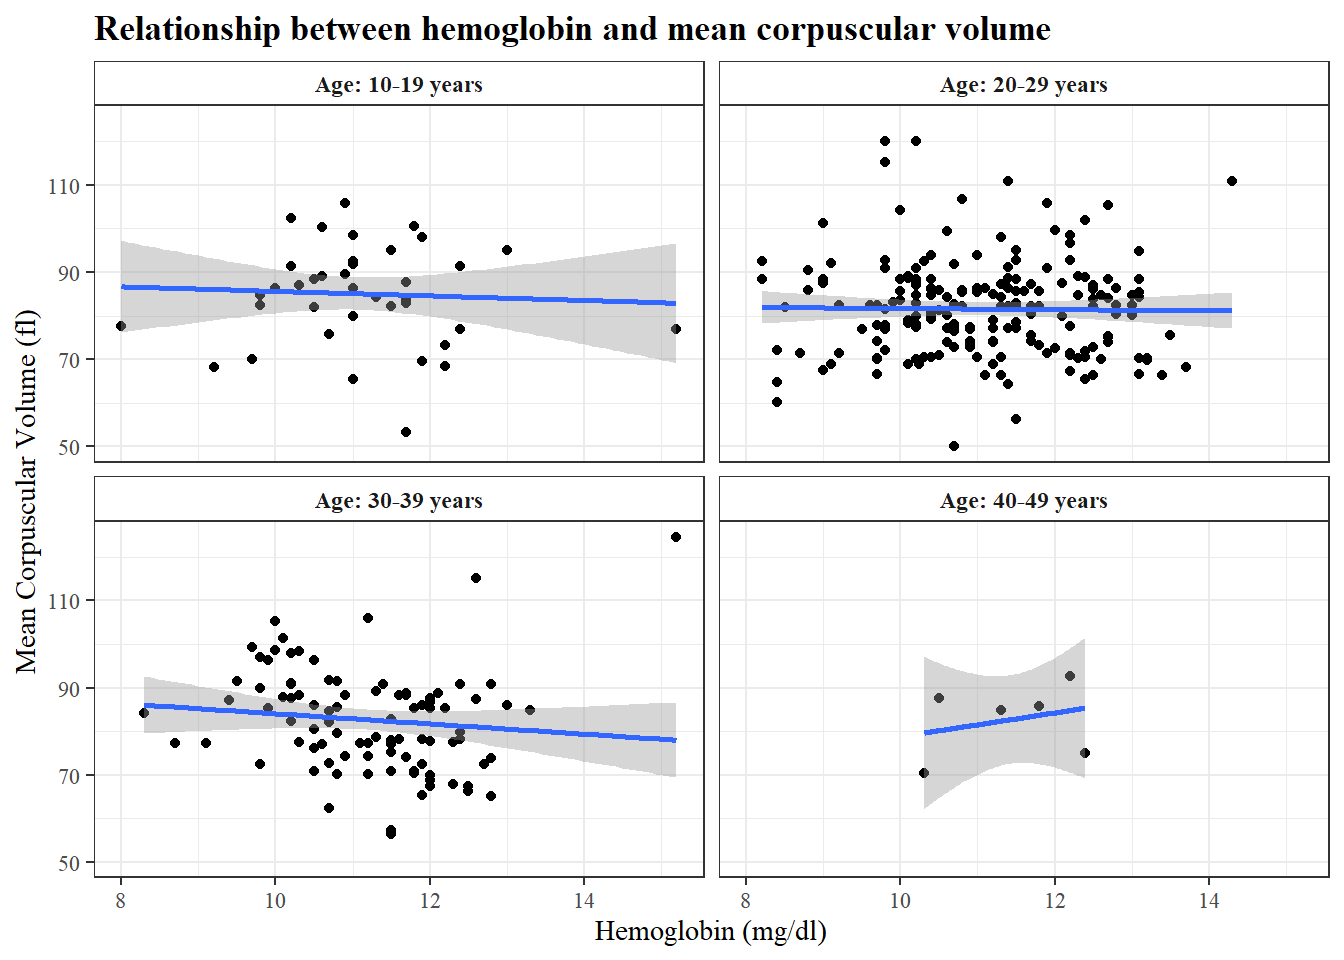 Relationship between hemoglobin and mean corpuscular volume
Age: 10-19 years
Age: 20-29 years
110
90
70
50
Age: 30-39 years
Age: 40-49 years
110
90
70
50
Mean Corpuscular Volume (fl)
8 10 12 14
8 10 12 14
Hemoglobin (mg/dl)